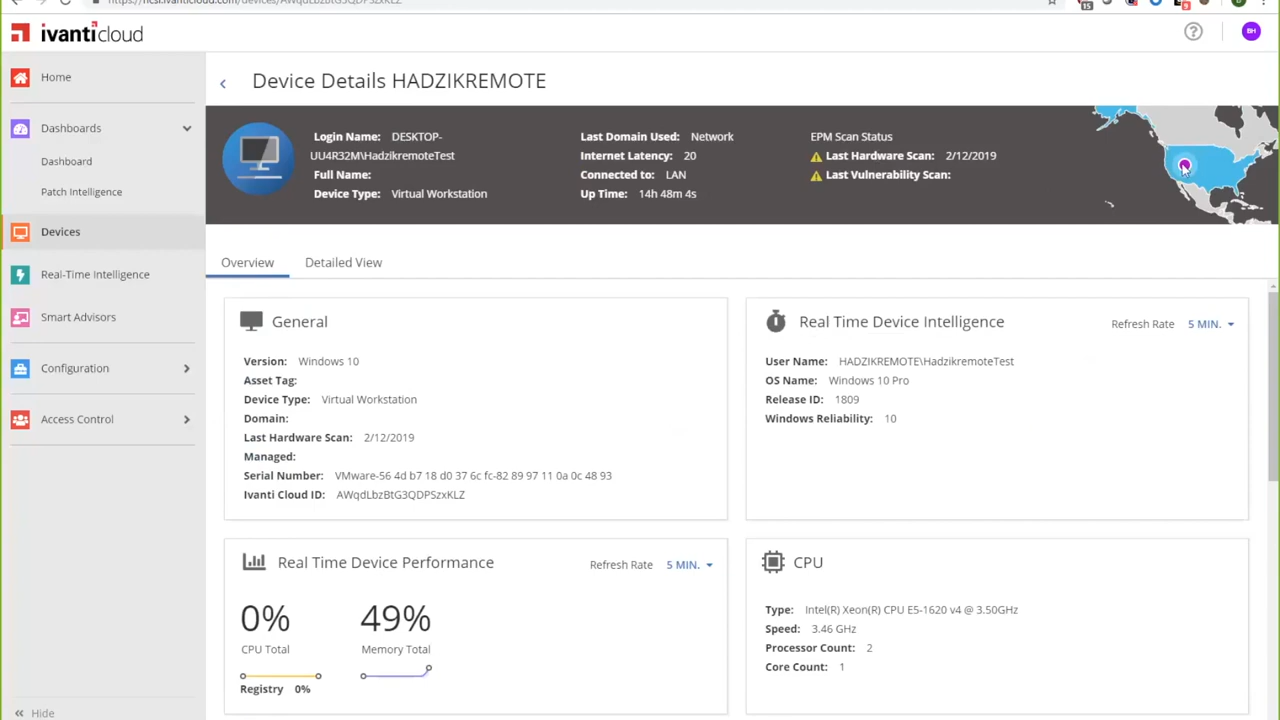 ivanticloud
BH
Home
Dashboards
Dashboard
Patch Intelligence
Devices
Real-Time Intelligence
Smart Advisors
Configuration
Access Control
Hide
Device Details HADZIKREMOTE
Login Name: DESKTOP-
UU4R32M\HadzikremoteTest
Full Name:
Device Type: Virtual Workstation
Last Domain Used: Network
Internet Latency: 20
Connected to: LAN
Up Time: 14h 48m 4s
EPM Scan Status
Last Hardware Scan: 2/12/2019
Last Vulnerability Scan:
Overview Detailed View
General
Version: Windows 10
Asset Tag:
Device Type: Virtual Workstation
Domain:
Last Hardware Scan: 2/12/2019
Managed:
Serial Number: VMware-56 4d b7 18 d0 37 6c fc-82 89 97 11 0a 0c 48 93
Ivanti Cloud ID: AWqdLbzBtG3QDPSzxKLZ
Real Time Device Intelligence
Refresh Rate 5 MIN.
User Name: HADZIKREMOTE\HadzikremoteTest
OS Name: Windows 10 Pro
Release ID: 1809
Windows Reliability: 10
Real Time Device Performance
Refresh Rate 5 MIN.
0% 49%
CPU Total Memory Total
Registry 0%
CPU
Type: Intel(R) Xeon(R) CPU E5-1620 v4 @ 3.50GHz
Speed: 3.46 GHz
Processor Count: 2
Core Count: 1